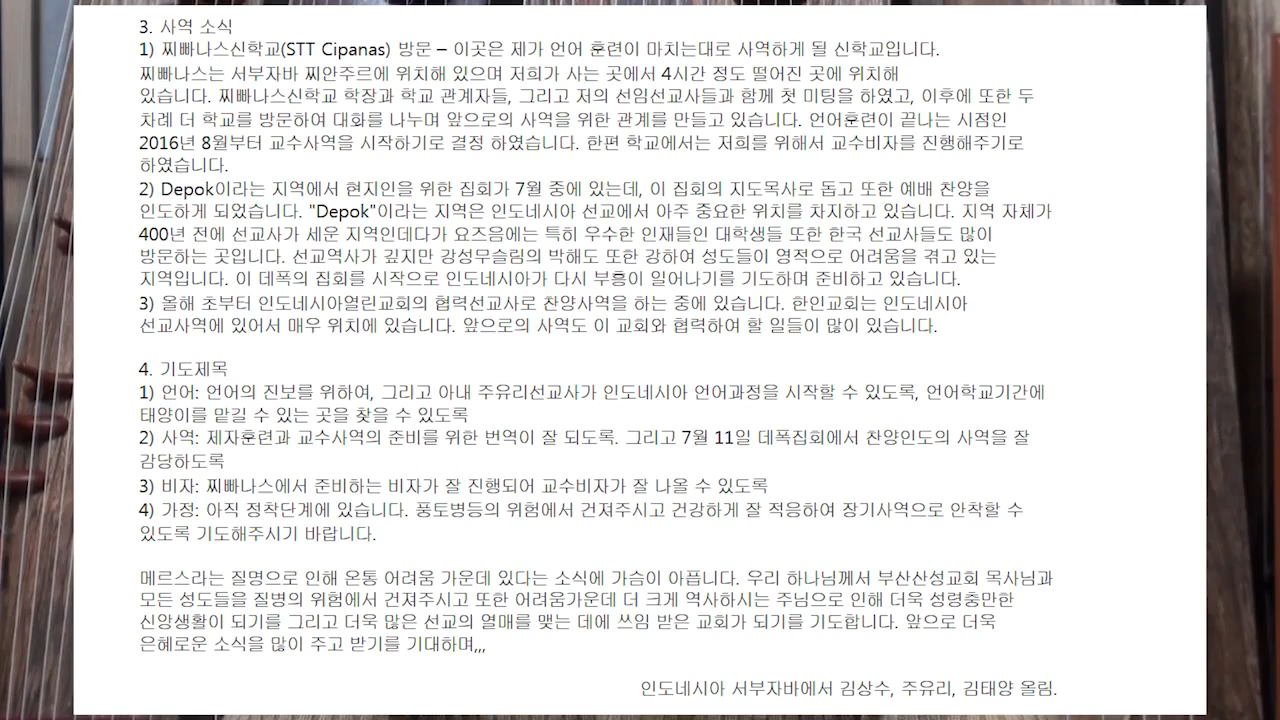 3. 사역 소식
1) 찌빠나스신학교(STT Cipanas) 방문 – 이곳은 제가 언어 훈련이 마치는대로 사역하게 될 신학교입니다.
찌빠나스는 서부자바 찌안주르에 위치해 있으며 저희가 사는 곳에서 4시간 정도 떨어진 곳에 위치해
있습니다. 찌빠나스신학교 학장과 학교 관계자들, 그리고 저의 선임선교사들과 함께 첫 미팅을 하였고, 이후에 또한 두
차례 더 학교를 방문하여 대화를 나누며 앞으로의 사역을 위한 관계를 만들고 있습니다. 언어훈련이 끝나는 시점인
2016년 8월부터 교수사역을 시작하기로 결정 하였습니다. 한편 학교에서는 저희를 위해서 교수비자를 진행해주기로
하였습니다.
2) Depok이라는 지역에서 현지인을 위한 집회가 7월 중에 있는데, 이 집회의 지도목사로 돕고 또한 예배 찬양을
인도하게 되었습니다. "Depok"이라는 지역은 인도네시아 선교에서 아주 중요한 위치를 차지하고 있습니다. 지역 자체가
400년 전에 선교사가 세운 지역인데다가 요즈음에는 특히 우수한 인재들인 대학생들 또한 한국 선교사들도 많이
방문하는 곳입니다. 선교역사가 깊지만 강성무슬림의 박해도 또한 강하여 성도들이 영적으로 어려움을 겪고 있는
지역입니다. 이 데폭의 집회를 시작으로 인도네시아가 다시 부흥이 일어나기를 기도하며 준비하고 있습니다.
3) 올해 초부터 인도네시아열린교회의 협력선교사로 찬양사역을 하는 중에 있습니다. 한인교회는 인도네시아
선교사역에 있어서 매우 위치에 있습니다. 앞으로의 사역도 이 교회와 협력하여 할 일들이 많이 있습니다.
4. 기도제목
1) 언어: 언어의 진보를 위하여, 그리고 아내 주유리선교사가 인도네시아 언어과정을 시작할 수 있도록, 언어학교기간에
태양이를 맡길 수 있는 곳을 찾을 수 있도록
2) 사역: 제자훈련과 교수사역의 준비를 위한 번역이 잘 되도록. 그리고 7월 11일 데폭집회에서 찬양인도의 사역을 잘
감당하도록
3) 비자: 찌빠나스에서 준비하는 비자가 잘 진행되어 교수비자가 잘 나올 수 있도록
4) 가정: 아직 정착단계에 있습니다. 풍토병등의 위험에서 건져주시고 건강하게 잘 적응하여 장기사역으로 안착할 수
있도록 기도해주시기 바랍니다.
메르스라는 질명으로 인해 온통 어려움 가운데 있다는 소식에 가슴이 아픕니다. 우리 하나님께서 부산산성교회 목사님과
모든 성도들을 질병의 위험에서 건져주시고 또한 어려움가운데 더 크게 역사하시는 주님으로 인해 더욱 성령충만한
신앙생활이 되기를 그리고 더욱 많은 선교의 열매를 맺는 데에 쓰임 받은 교회가 되기를 기도합니다. 앞으로 더욱
은혜로운 소식을 많이 주고 받기를 기대하며,,,
인도네시아 서부자바에서 김상수, 주유리, 김태양 올림.